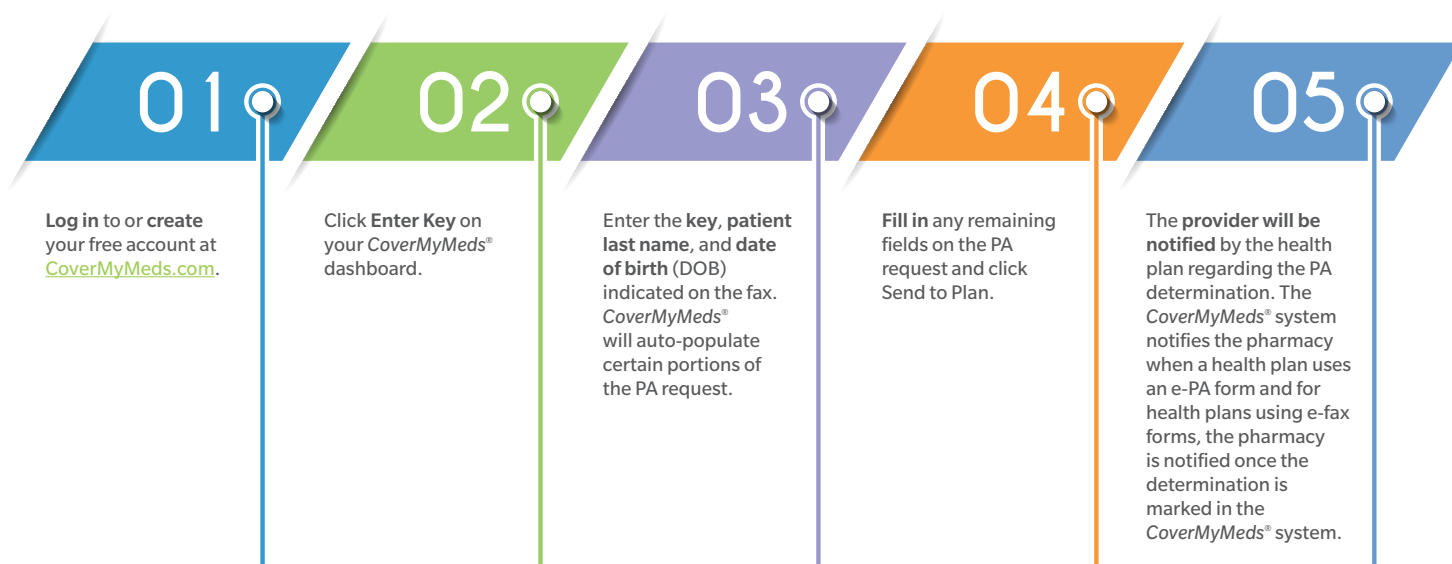 01
Log in to or create
your free account at
CoverMyMeds.com.
02
Click Enter Key on
your CoverMyMeds®
dashboard.
03
Enter the key, patient
last name, and date
of birth (DOB)
indicated on the fax.
CoverMyMeds®
will auto-populate
certain portions of
the PA request.
04
Fill in any remaining
fields on the PA
request and click
Send to Plan.
05
The provider will be
notified by the health
plan regarding the PA
determination. The
CoverMyMeds® system
notifies the pharmacy
when a health plan uses
an e-PA form and for
health plans using e-fax
forms, the pharmacy
is notified once the
determination is
marked in the
CoverMyMeds® system.